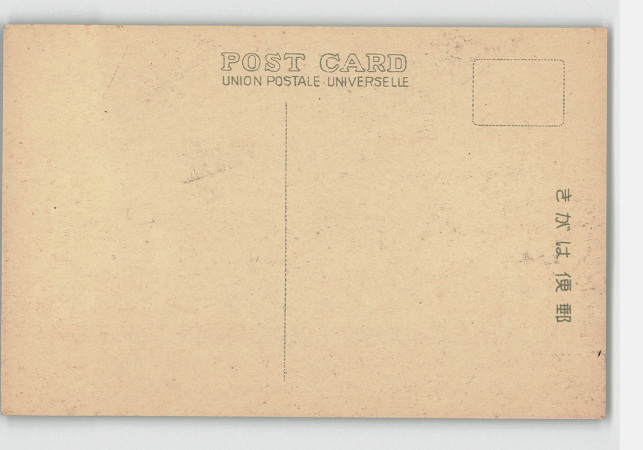 POST CARD
UNION POSTALE UNIVERSELLE
きがは便郵